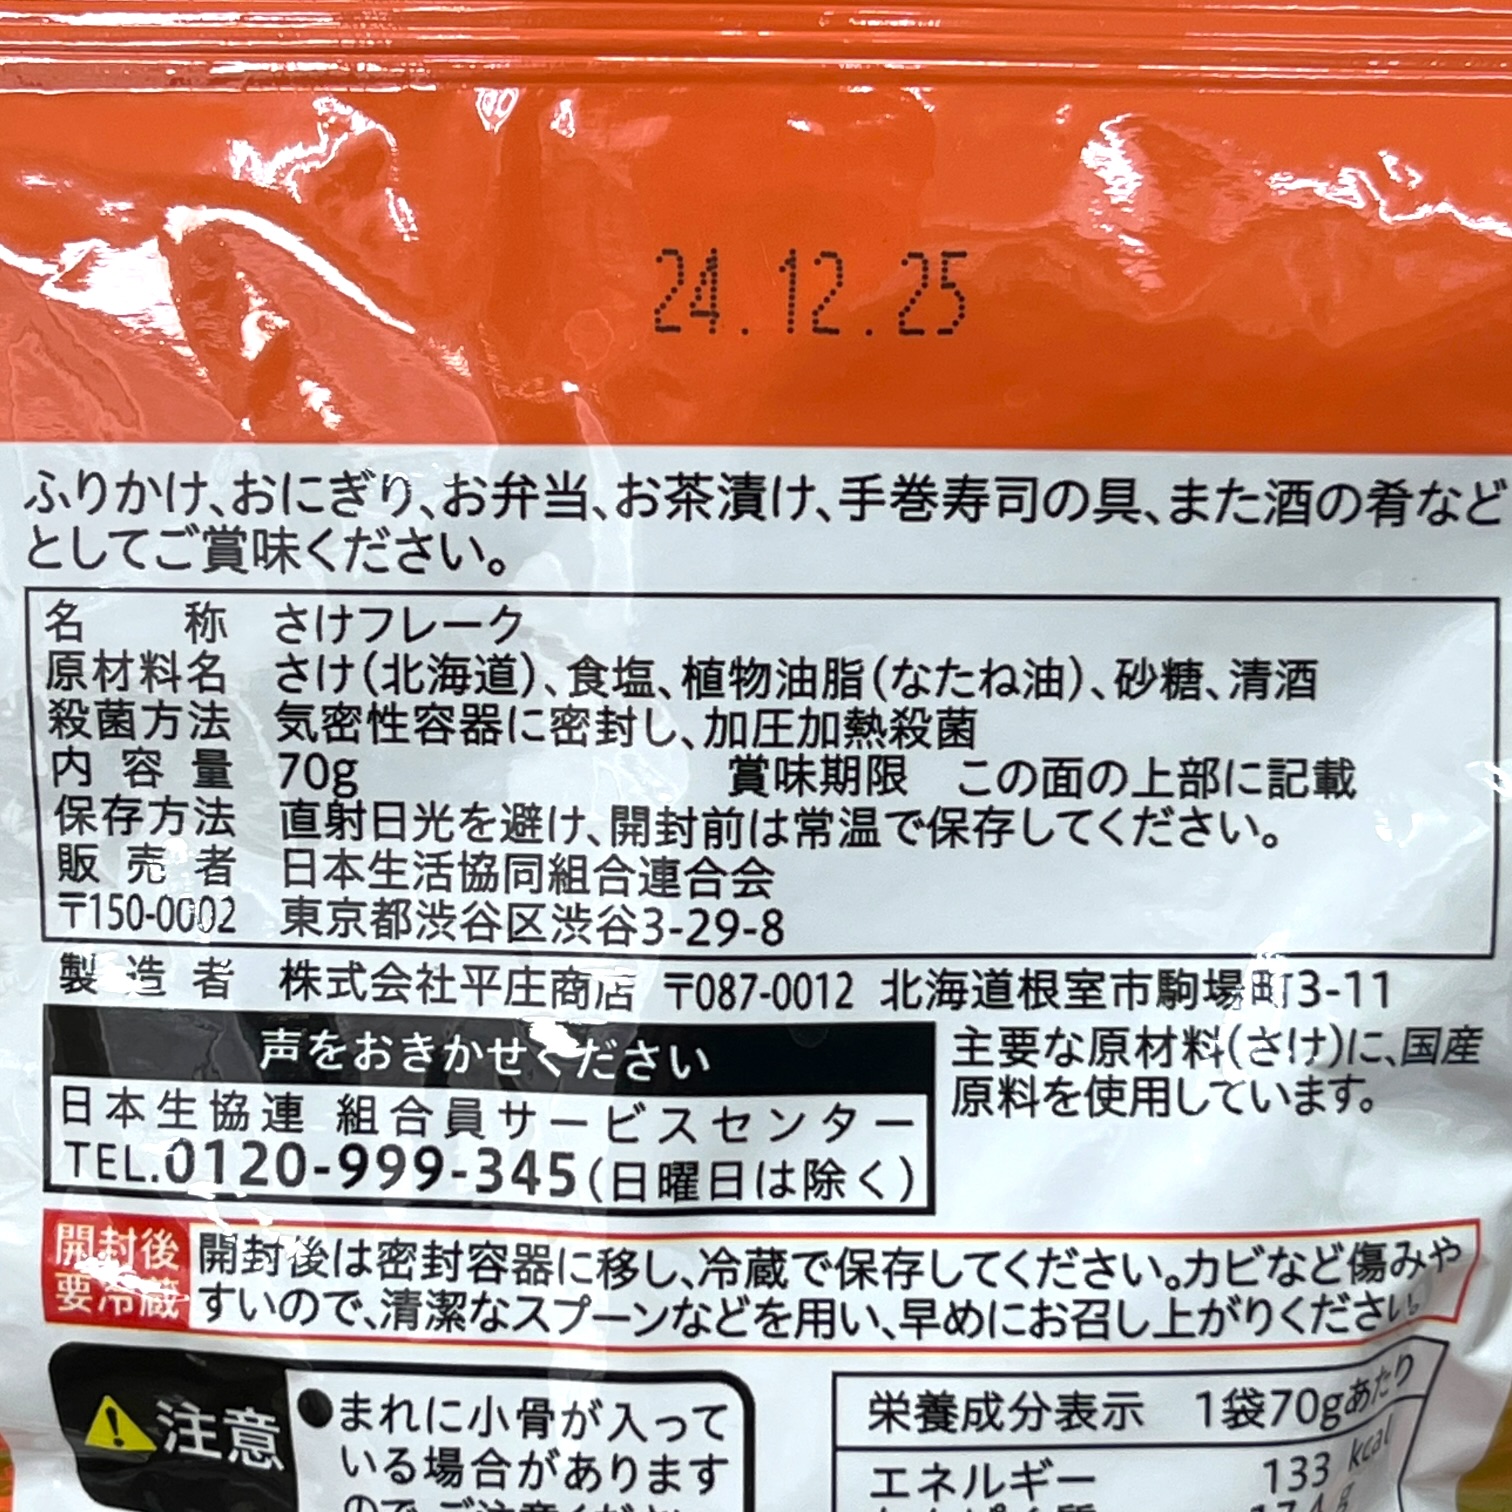 24.12.25
ふりかけ、おにぎり、お弁当、お茶漬け、手巻寿司の具、また酒の肴など
としてご賞味ください。
名 称 さけフレーク
原材料名 さけ(北海道)、食塩、植物油脂(なたね油)、砂糖、清酒
殺菌方法 気密性容器に密封し、加圧加熱殺菌
内容量 70g 賞味期限 この面の上部に記載
保存方法 直射日光を避け、開封前は常温で保存してください。
販売者 日本生活協同組合連合会
〒150-0002 東京都渋谷区渋谷3-29-8
製造者 株式会社平庄商店 〒087-0012 北海道根室市駒場町3-11
声をおきかせください
日本生協連 組合員サービスセンター
TEL.0120-999-345(日曜日は除く)
主要な原材料(さけ)に、国産
原料を使用しています。
開封後
要冷蔵
開封後は密封容器に移し、冷蔵で保存してください。カビなど傷みや
すいので、清潔なスプーンなどを用い、早めにお召し上がりください。
注意
●まれに小骨が入って
いる場合があります
栄養成分表示 1袋70gあたり
エネルギー 133 kcal